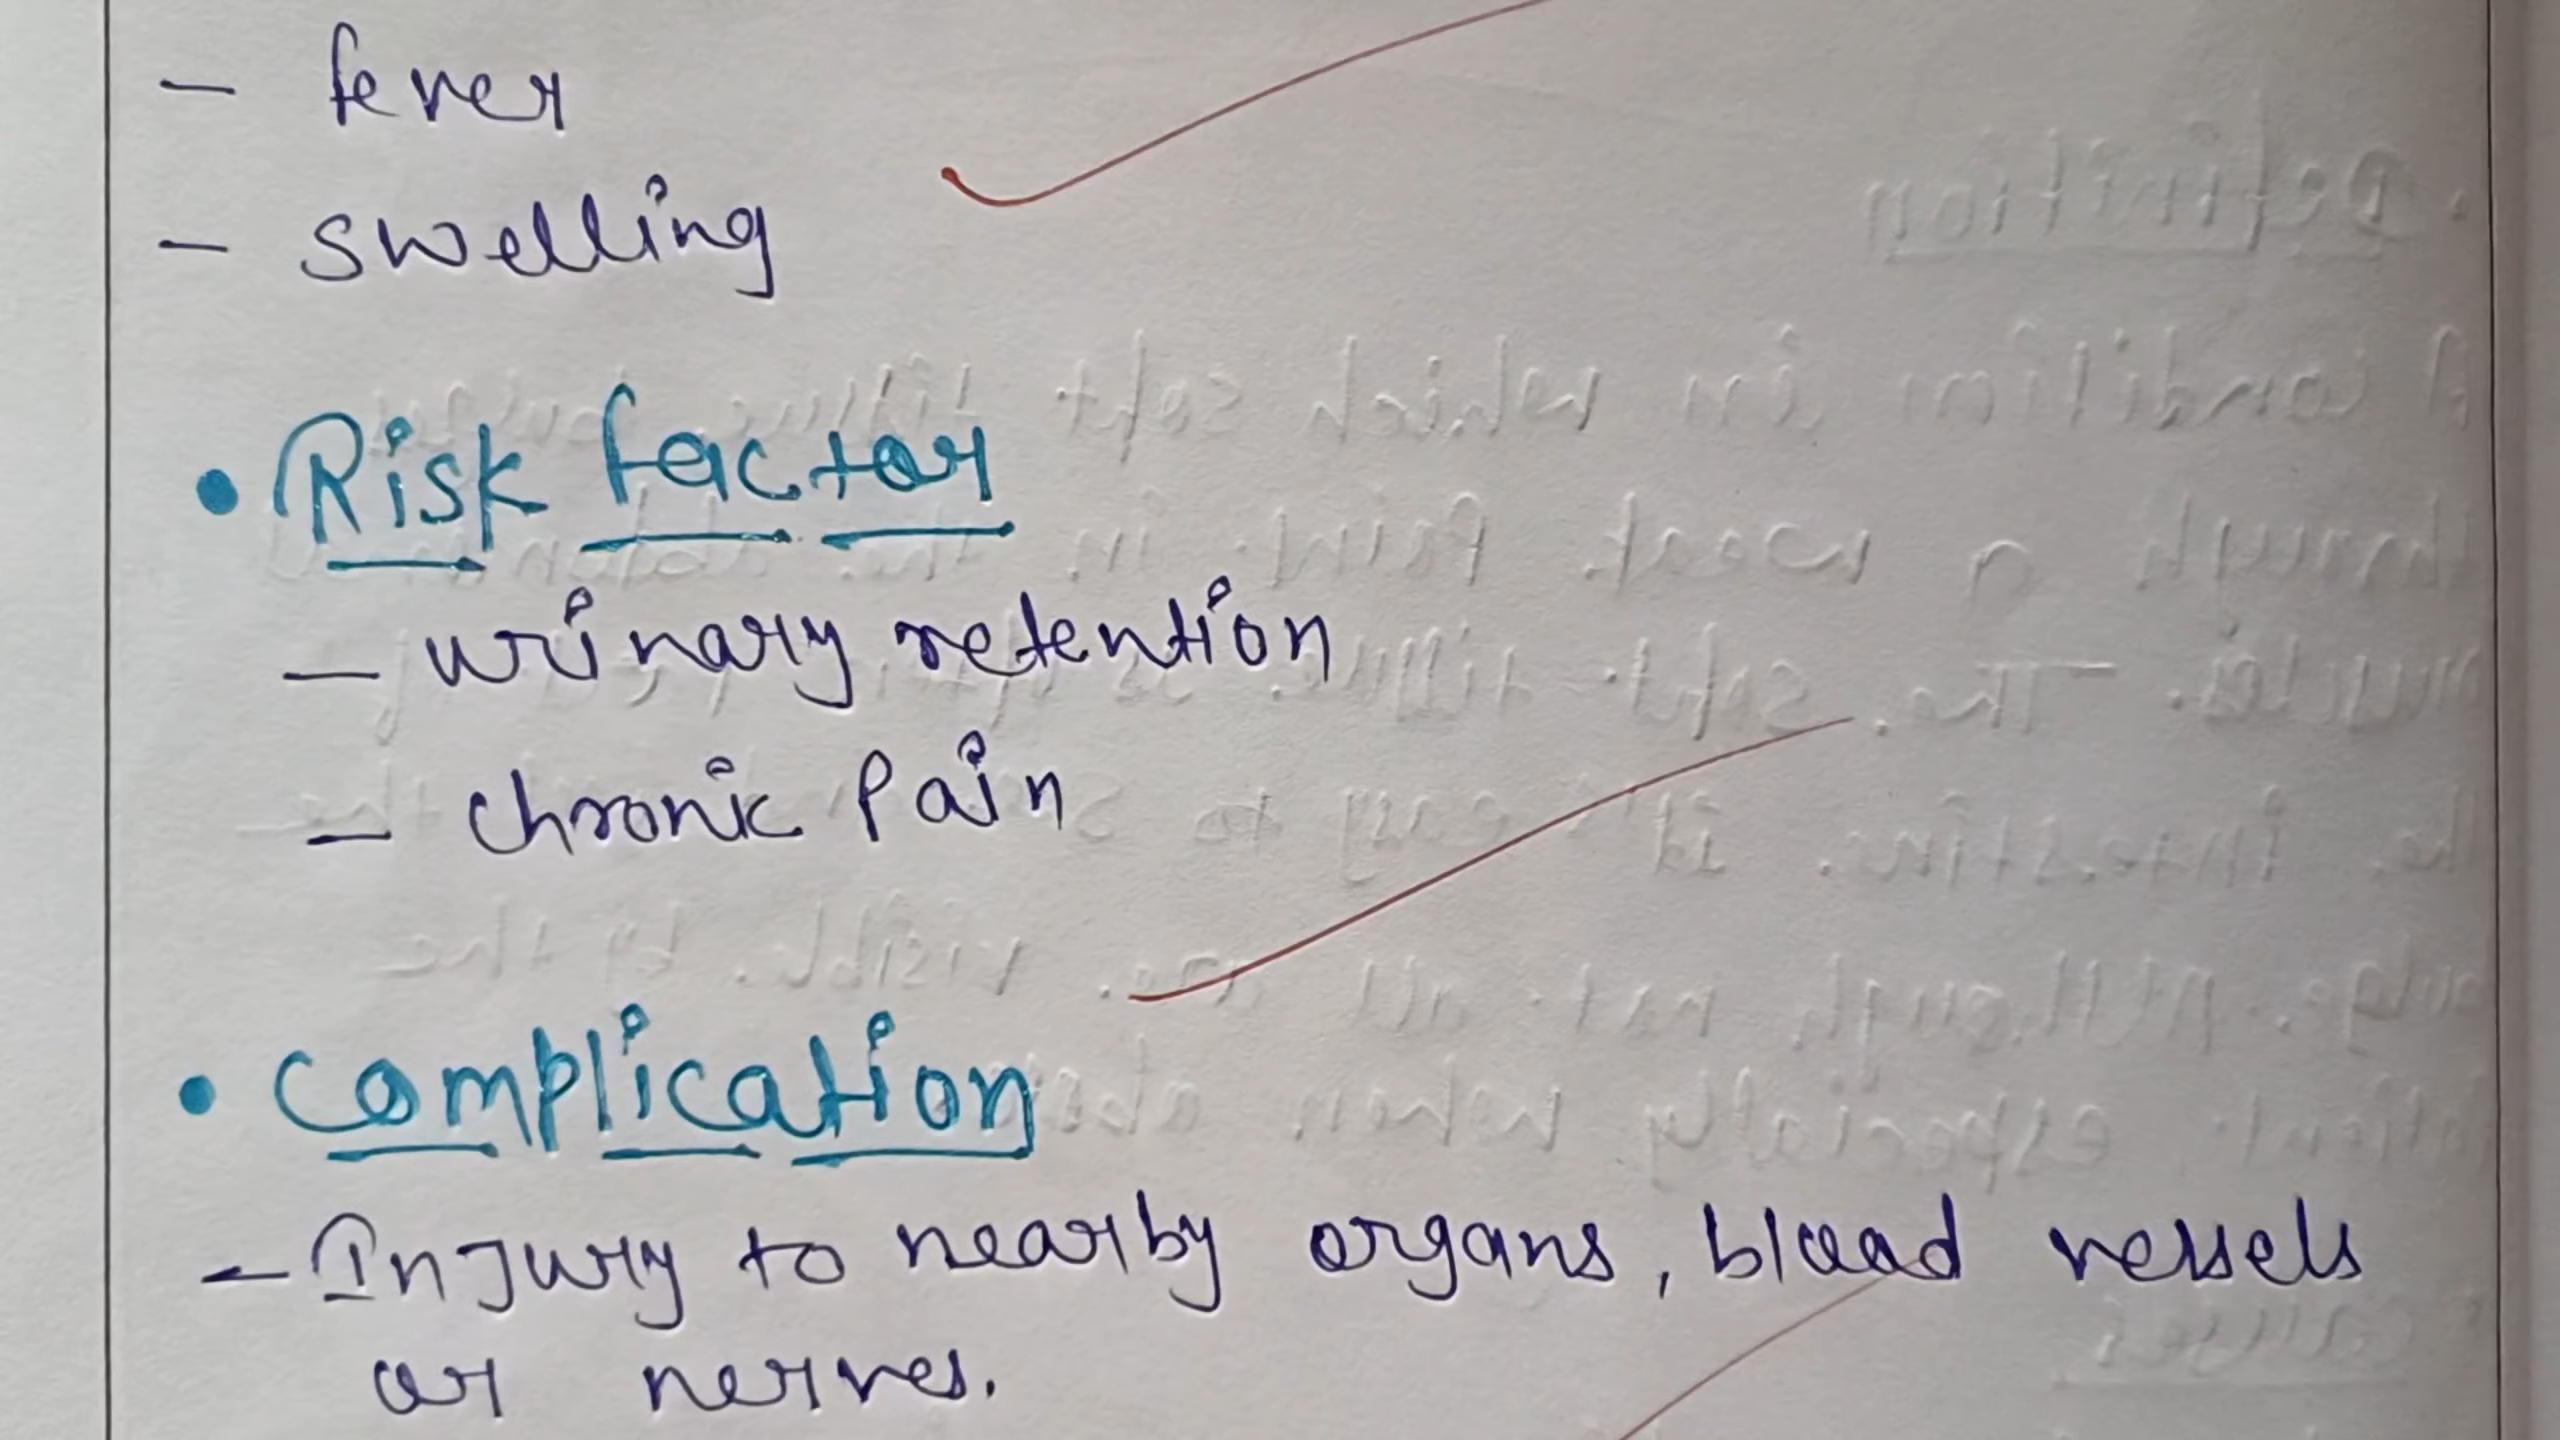 - fever
- swelling
• Risk factor
- urinary retention
- chronic Pain
• Complication
- Injury to nearby organs, blood vessels
or nerves.